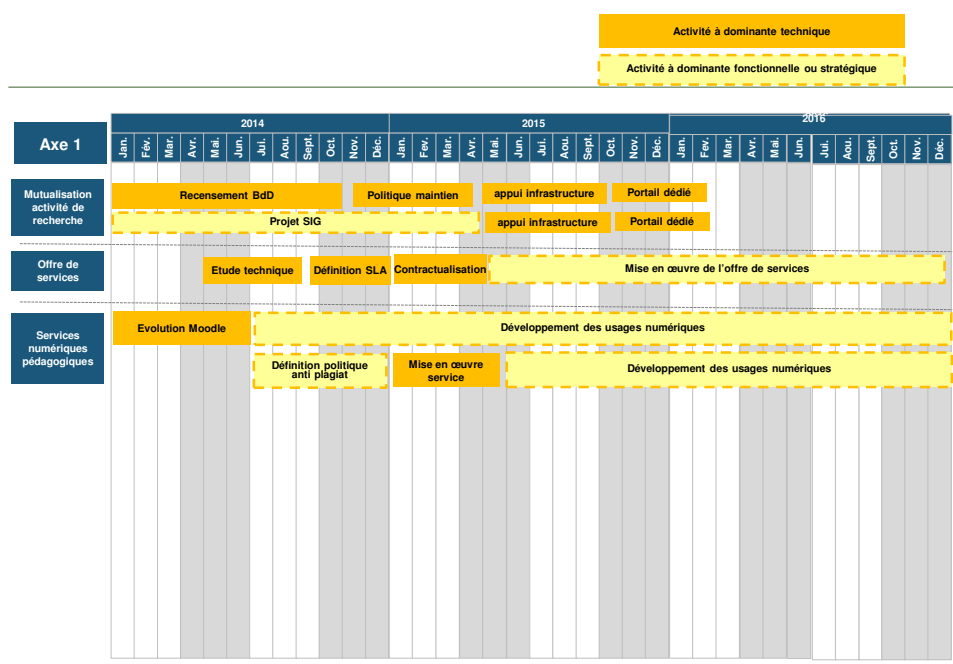 Activité à dominante technique
Activité à dominante fonctionnelle ou stratégique
Axe 1
2014
2015
2016
Jan. Fév. Mar. Avr. Mai. Jun. Jui. Aou. Sept. Oct. Nov. Déc. Jan. Fév. Mar. Avr. Mai. Jun. Jui. Aou. Sept. Oct. Nov. Déc. Jan. Fév. Mar. Avr. Mai. Jun. Jui. Aou. Sept. Oct. Nov. Déc.
Mutualisation
activité de
recherche
Recensement BdD
Politique maintien
appui infrastructure
Portail dédié
Projet SIG
appui infrastructure
Portail dédié
Offre de
services
Etude technique
Définition SLA
Contractualisation
Mise en œuvre de l'offre de services
Services
numériques
pédagogiques
Evolution Moodle
Développement des usages numériques
Définition politique
anti plagiat
Mise en œuvre
service
Développement des usages numériques